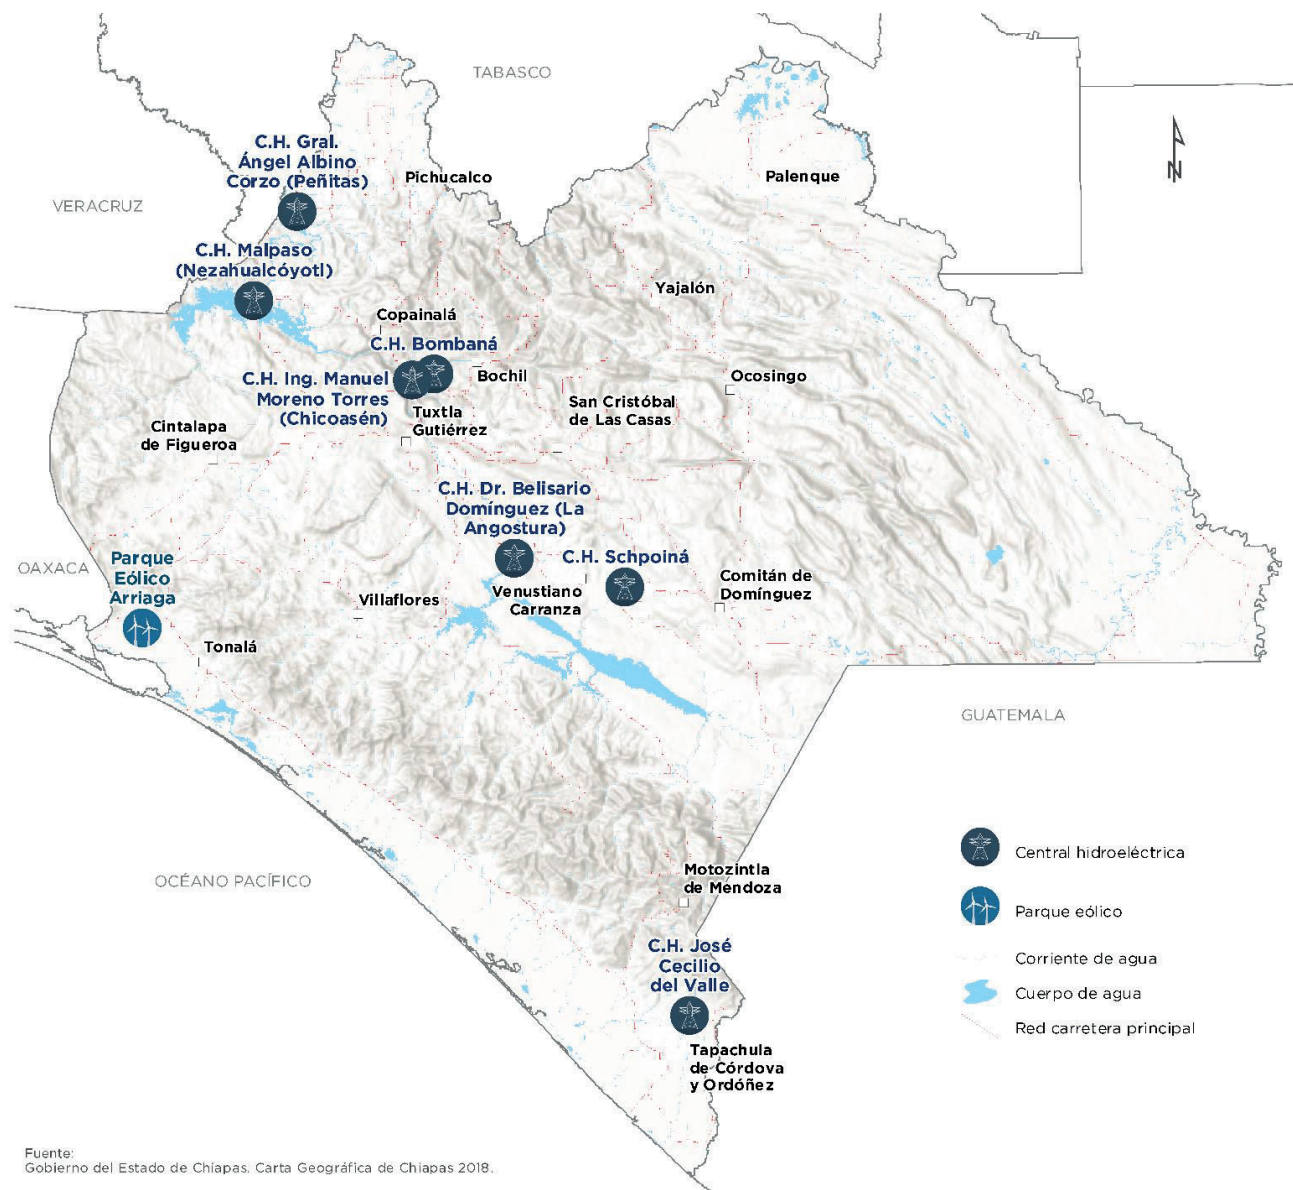 TABASCO
C.H. Gral.
Ángel Albino
Corzo (Peñitas)
Pichucalco
Palenque
N
VERACRUZ
C.H. Malpaso
(Nezahualcóyotl)
Yajalón
Copainalá
C.H. Bombaná
C.H. Ing. Manuel
Moreno Torres
(Chicoasén)
Bochil
Ocosingo
San Cristóbal
de Las Casas
Tuxtla
Gutiérrez
Cintalapa
de Figueroa
C.H. Dr. Belisario
Domínguez (La
Angostura)
C.H. Schpoiná
OAXACA
Parque
Eólico
Arriaga
Villaflores
Venustiano
Carranza
Comitán de
Domínguez
Tonalá
GUATEMALA
OCÉANO PACÍFICO
Motozintla
de Mendoza
C.H. José
Cecilio
del Valle
Tapachula
de Córdova
y Ordóñez
Central hidroeléctrica
Parque eólico
Corriente de agua
Cuerpo de agua
Red carretera principal
Fuente:
Gobierno del Estado de Chiapas. Carta Geográfica de Chiapas 2018.